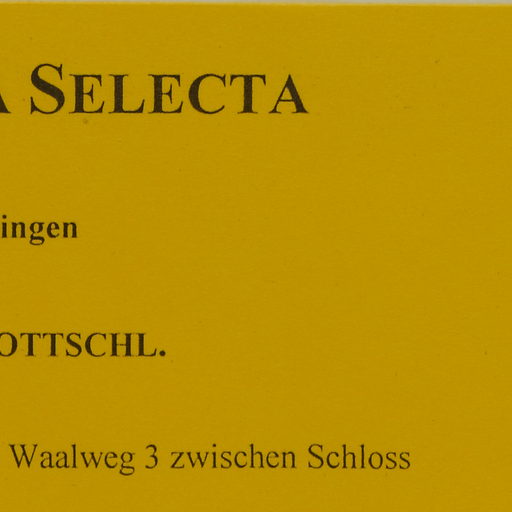 A SELECTA
ingen
OTTSCHL.
Waalweg 3 zwischen Schloss